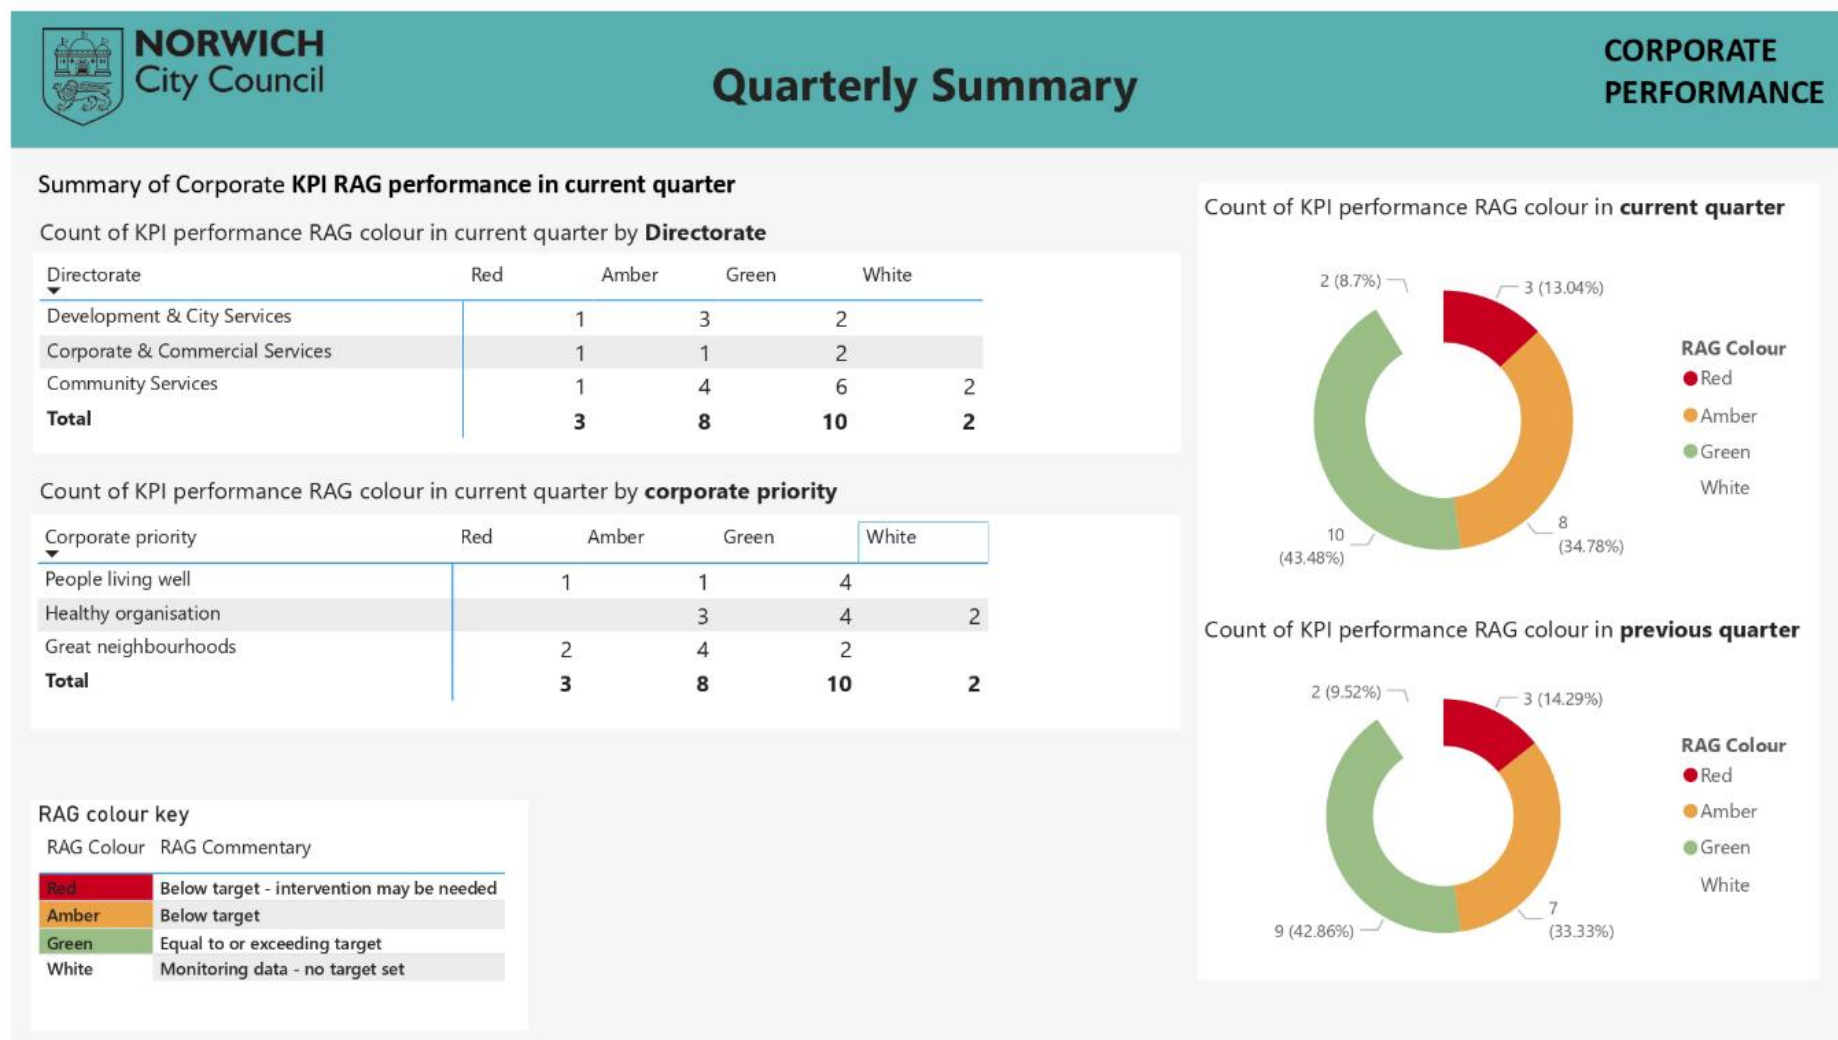 NORWICH
City Council
Quarterly Summary
CORPORATE
PERFORMANCE
Summary of Corporate KPI RAG performance in current quarter
Count of KPI performance RAG colour in current quarter by Directorate
Directorate Red Amber Green White
Development & City Services 1 3 2
Corporate & Commercial Services 1 1 2
Community Services 1 4 6 2
Total 3 8 10 2
Count of KPI performance RAG colour in current quarter by corporate priority
Corporate priority Red Amber Green White
People living well 1 1 4
Healthy organisation 3 4 2
Great neighbourhoods 2 4 2
Total 3 8 10 2
RAG colour key
RAG Colour RAG Commentary
Red Below target - intervention may be needed
Amber Below target
Green Equal to or exceeding target
White Monitoring data - no target set
Count of KPI performance RAG colour in current quarter
2 (8.7%)
3 (13.04%)
8
(34.78%)
10
(43.48%)
RAG Colour
Red
Amber
Green
White
Count of KPI performance RAG colour in previous quarter
2 (9.52%)
3 (14.29%)
7
(33.33%)
9 (42.86%)
RAG Colour
Red
Amber
Green
White